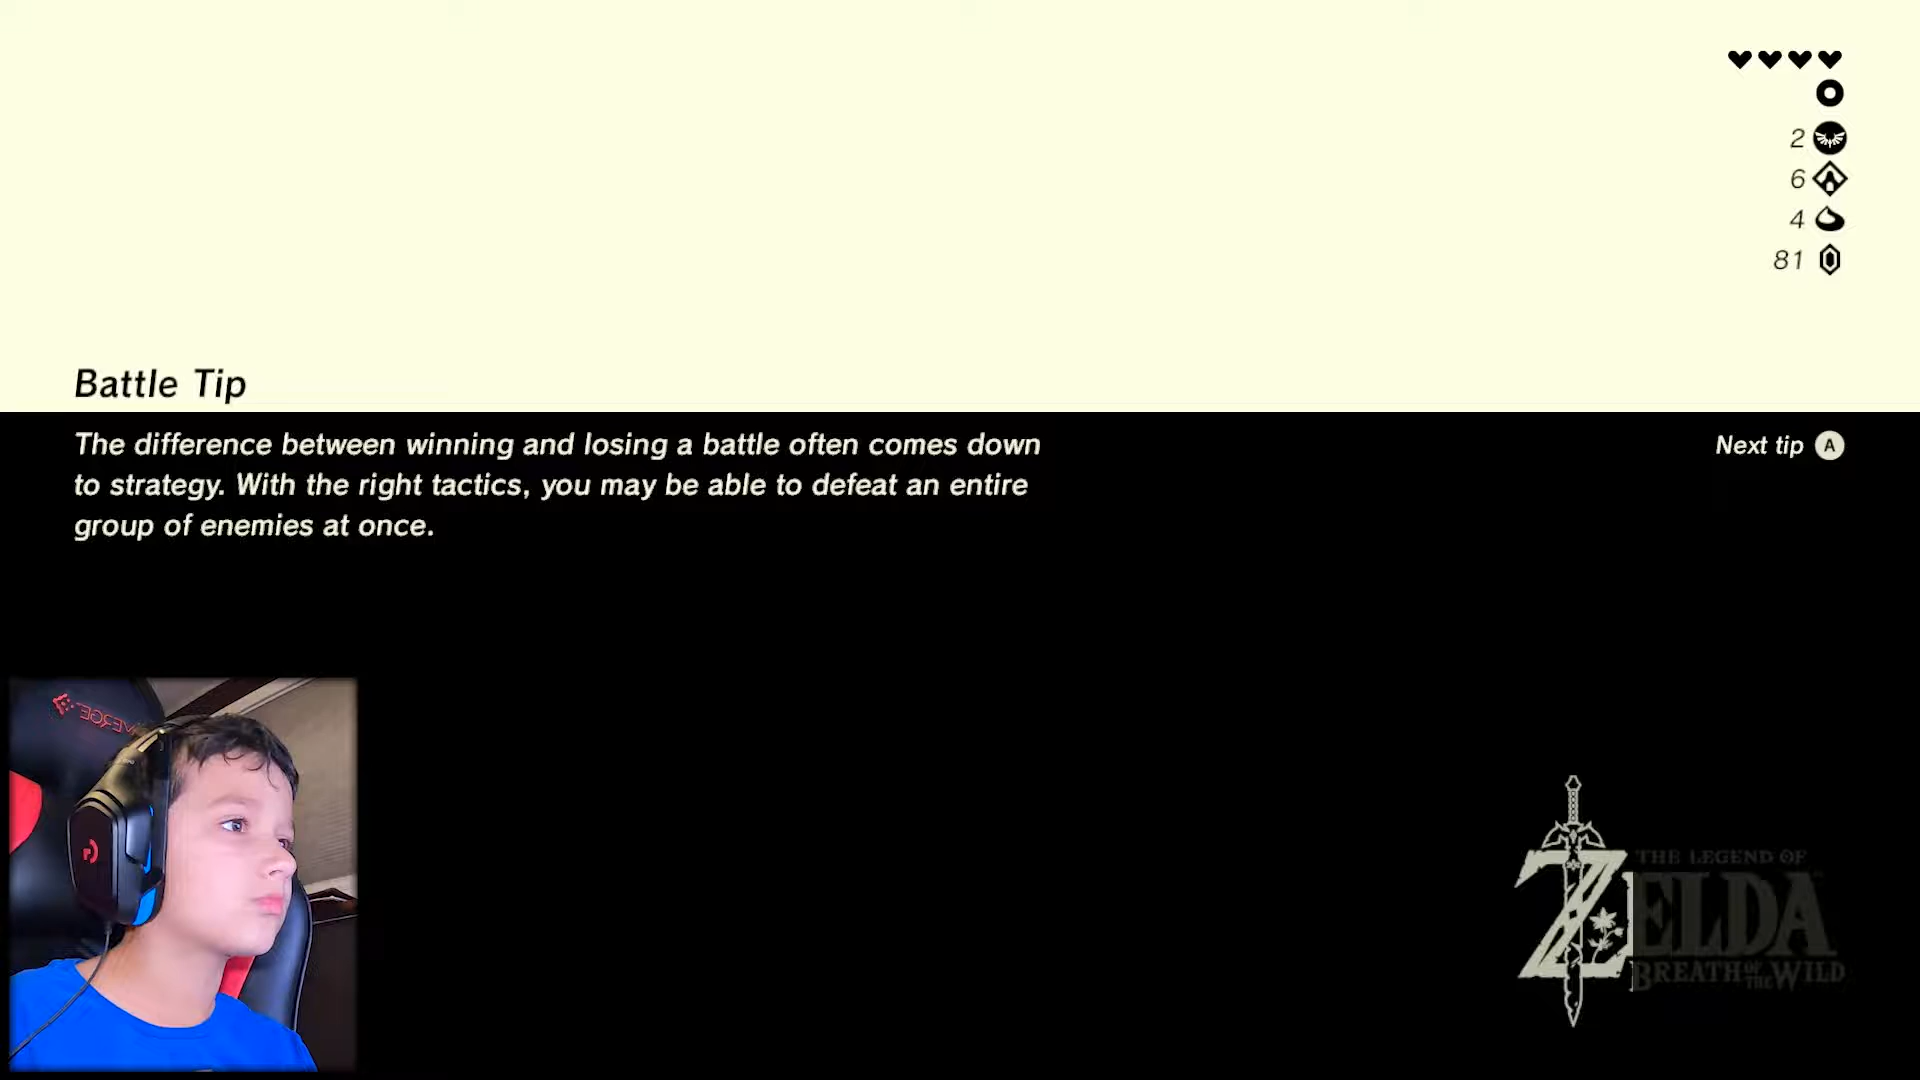 2
6
4
81
Battle Tip
The difference between winning and losing a battle often comes down
to strategy. With the right tactics, you may be able to defeat an entire
group of enemies at once.
Next tip A
THE LEGEND OF
ZELDA
BREATH OF THE WILD